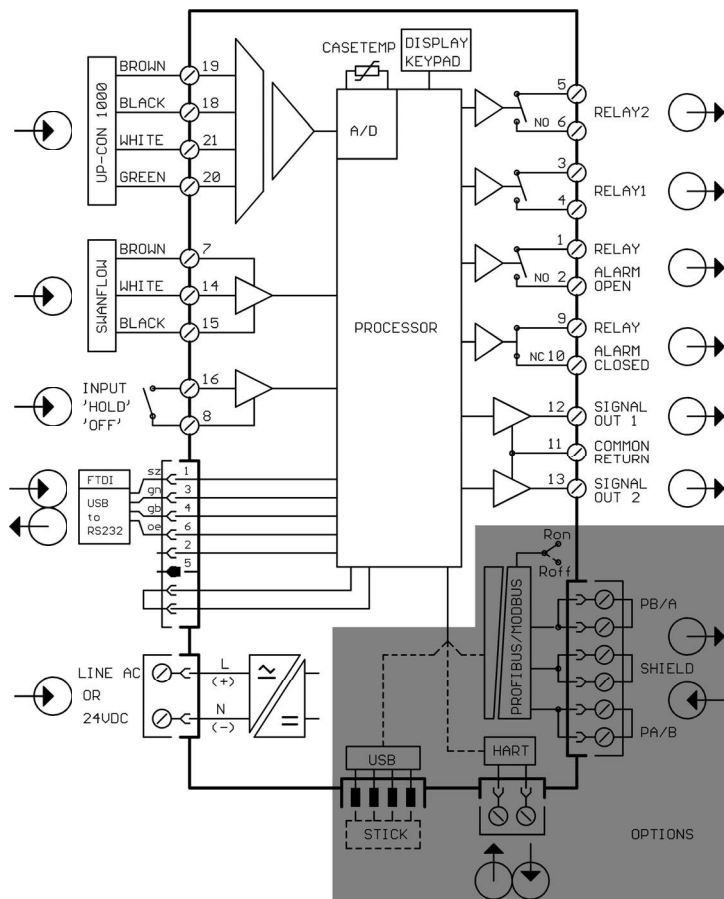 CASETEMP
DISPLAY
KEYPAD
A/D
PROCESSOR
UP-CON 1000
BROWN 19
BLACK 18
WHITE 21
GREEN 20
SWANFLOW
BROWN 7
WHITE 14
BLACK 15
INPUT 16
'HOLD'
'OFF' 8
FTDI
USB
to
RS232
sz 1
gn 3
gb 4
oe 6
2
5
LINE AC
OR
24VDC
L
(+)
N
(-)
5
NO 6
RELAY2
3
4
RELAY1
1 RELAY
NO 2 ALARM
OPEN
9 RELAY
NC 10 ALARM
CLOSED
12 SIGNAL
OUT 1
11 COMMON
RETURN
13 SIGNAL
OUT 2
Ron
Roff
PROFIBUS/MODBUS
PB/A
SHIELD
PA/B
USB
STICK
HART
OPTIONS